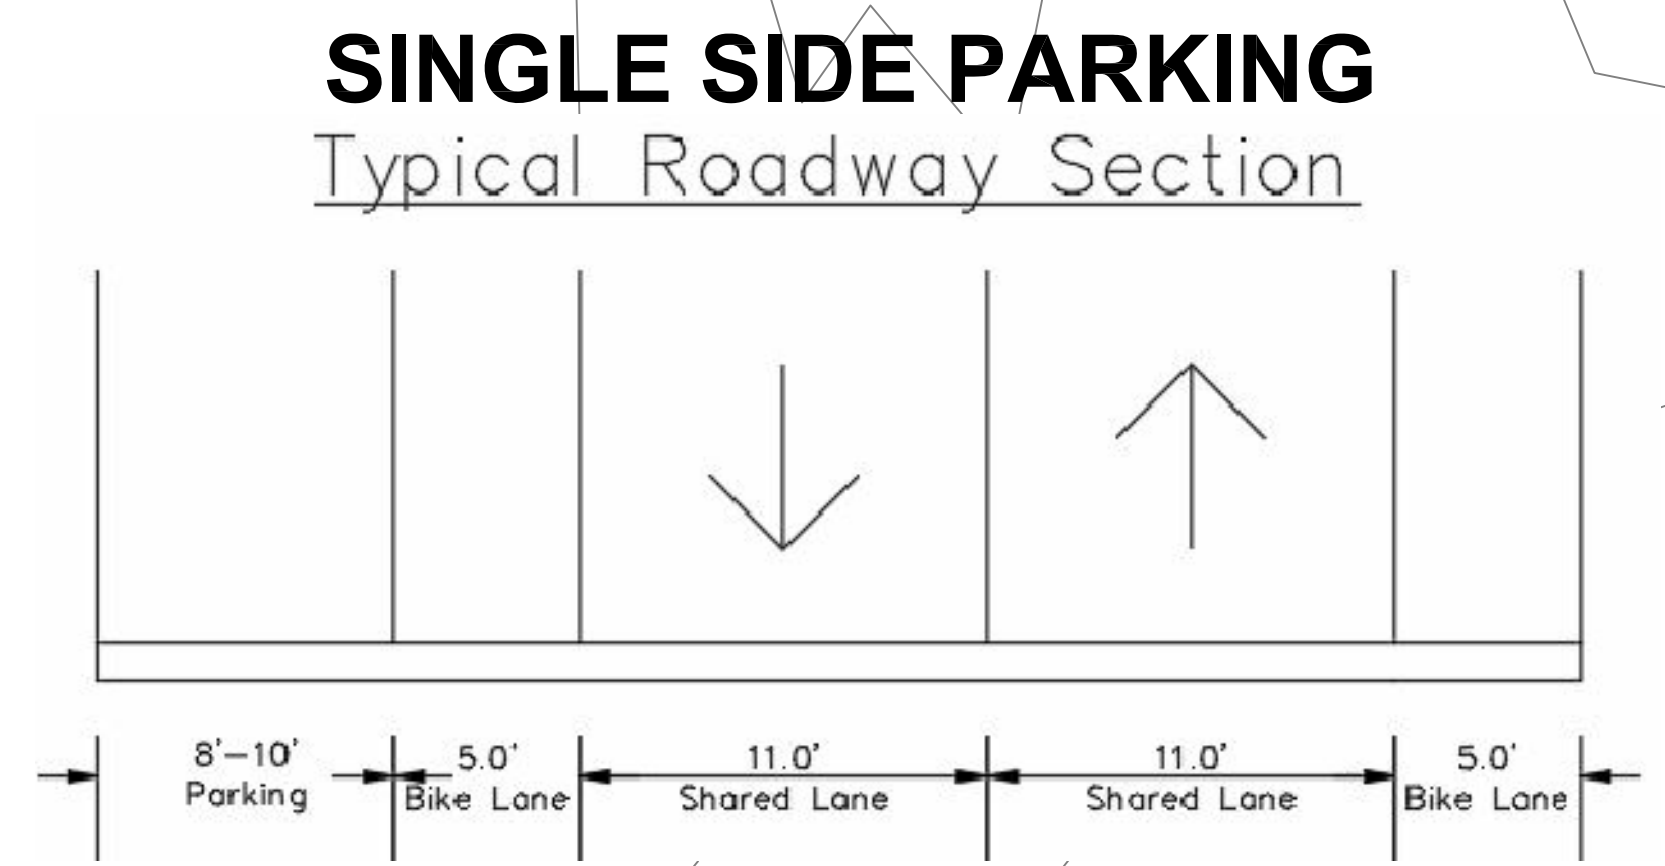 SINGLE SIDE PARKING
Typical Roadway Section
8'-10'
Parking
5.0'
Bike Lane
11.0'
Shared Lane
11.0'
Shared Lane
5.0'
Bike Lane